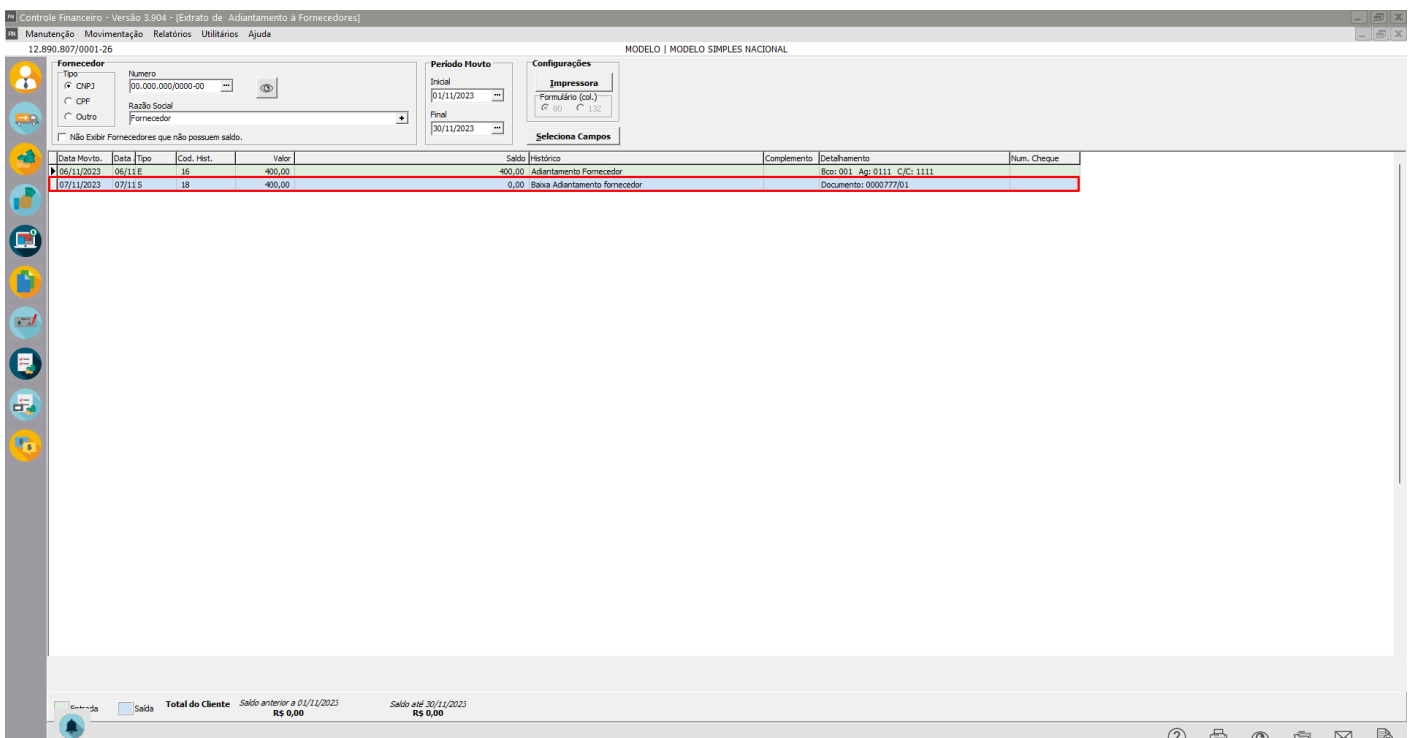 FN Controle Financeiro - Versão 3.904 - [Extrato de Adiantamento á Fornecedores]
FN Manutenção Movimentação Relatórios Utilitários Ajuda
12.890.807/0001-26 MODELO | MODELO SIMPLES NACIONAL
Fornecedor Período Movto Configurações
Tipo Numero Inicial Impressora
CNPJ 00.000.000/0000-00 ... 01/11/2023 ... Formulário (col.)
CPF Razão Social 80 132
Outro Fornecedor + Final
Não Exibir Fornecedores que não possuem saldo. 30/11/2023 ... Seleciona Campos
Data Movto. Data Tipo Cod. Hist. Valor Saldo Histórico Complemento Detalhamento Num. Cheque
06/11/2023 06/11 E 16 400,00 400,00 Adiantamento Fornecedor Bco: 001 Ag: 0111 C/C: 1111
07/11/2023 07/11 S 18 400,00 0,00 Baixa Adiantamento fornecedor Documento: 0000777/01
Entrada Saída Total do Cliente Saldo anterior a 01/11/2023 Saldo até 30/11/2023
R$ 0,00 R$ 0,00